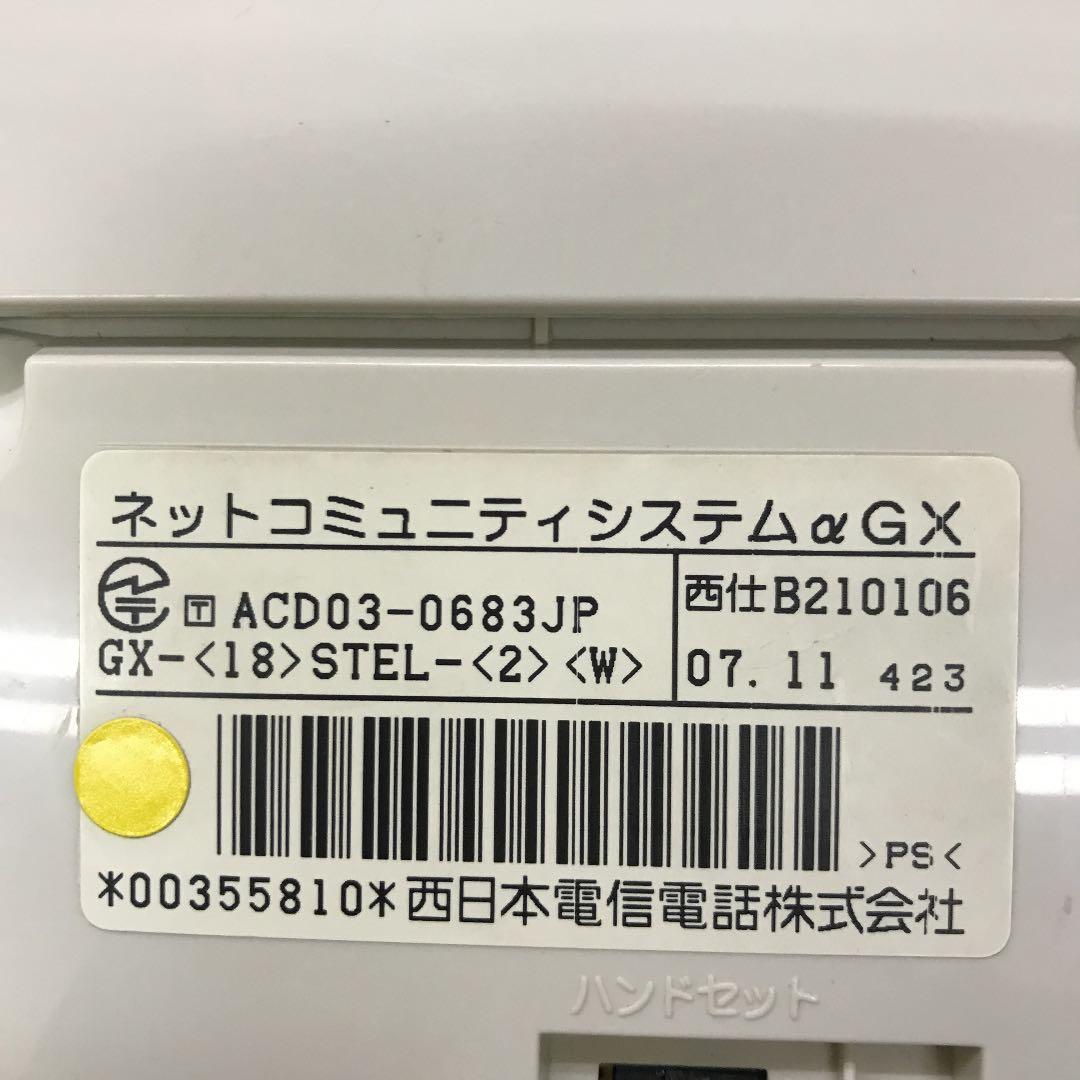 ネットコミュニティシステムαGX
T ACD03-0683JP
GX-<18>STEL-<2><W>
西仕B210106
07.11 423
>PS<
*00355810*西日本電信電話株式会社
ハンドセット